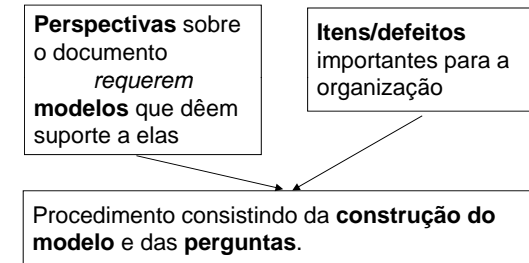 Perspectivas sobre
o documento
requerem
modelos que dêem
suporte a elas
Itens/defeitos
importantes para a
organização
Procedimento consistindo da construção do
modelo e das perguntas.